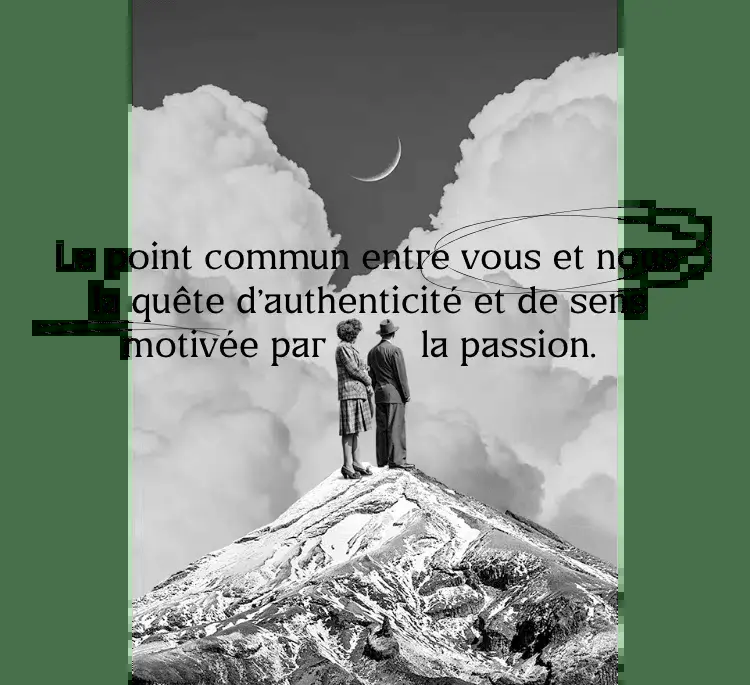 Le point commun entre vous et nous :
la quête d'authenticité et de sens
motivée par la passion.